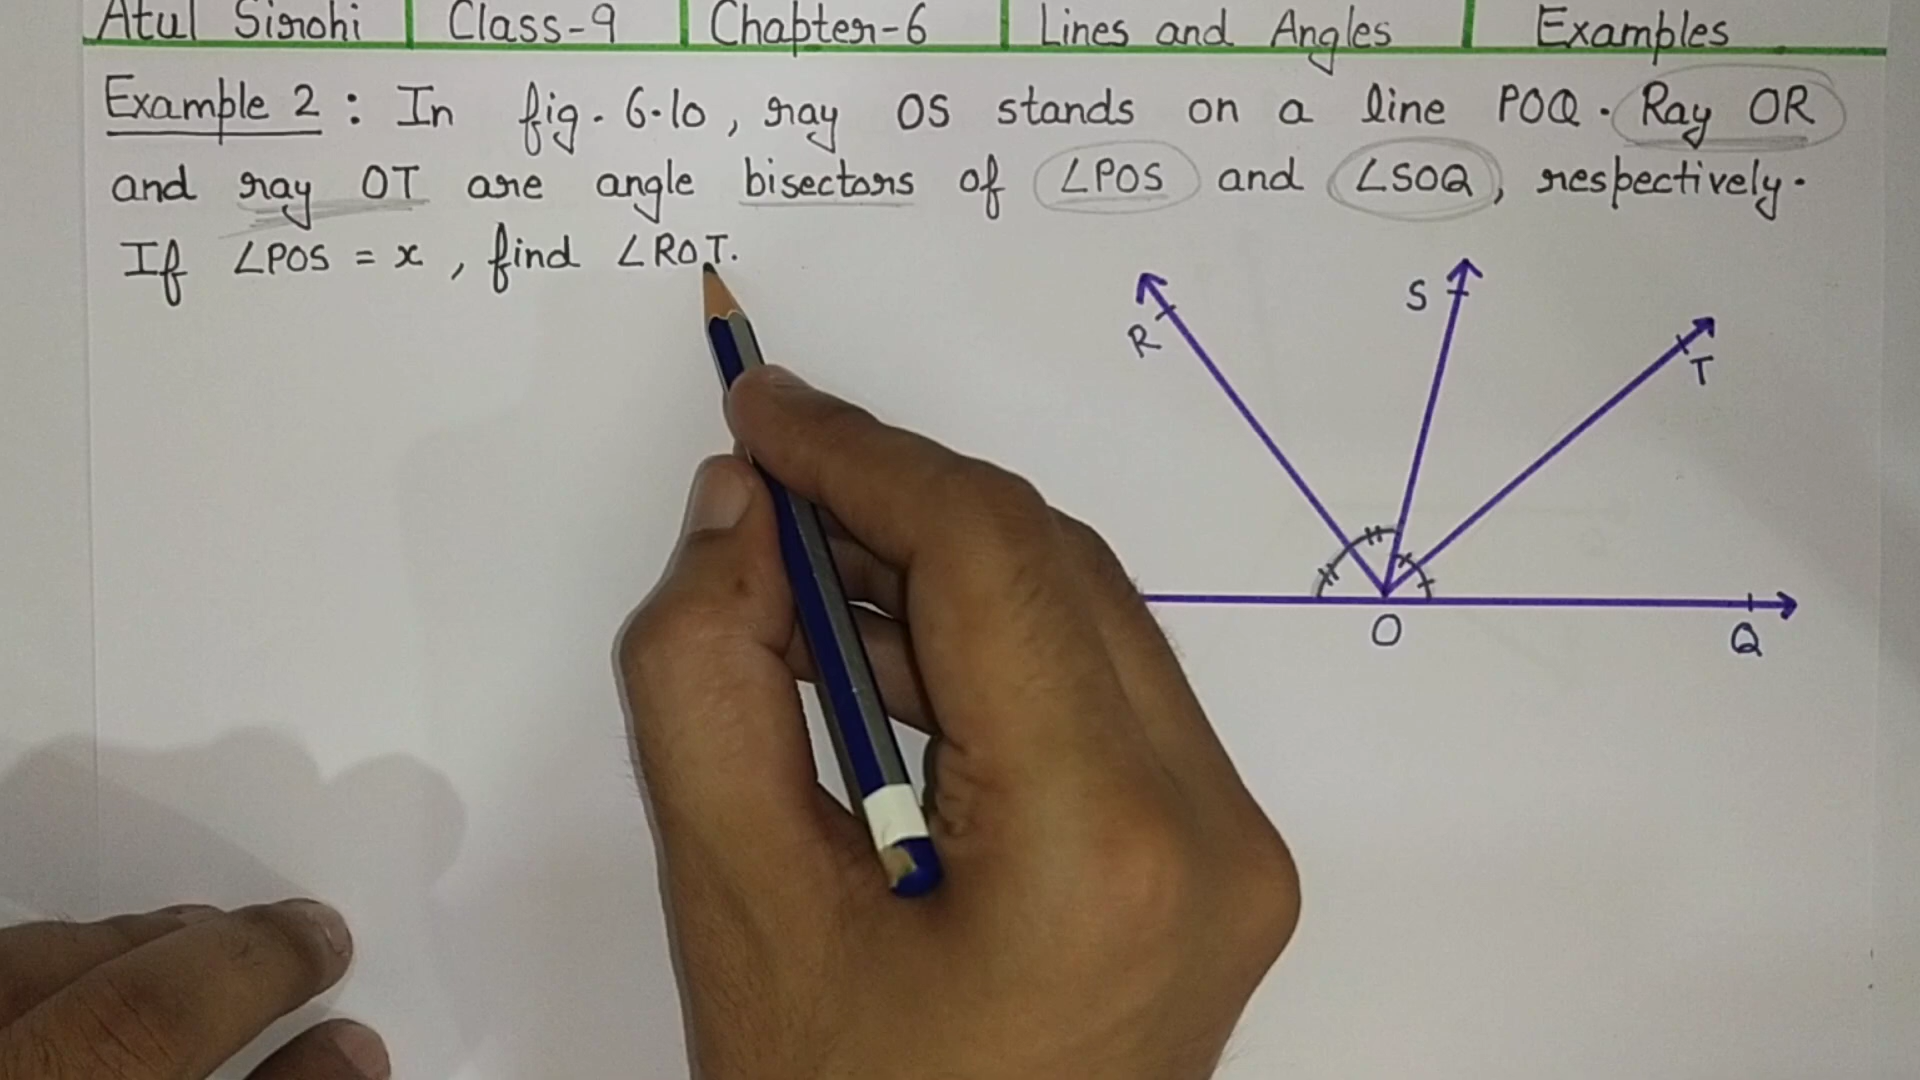 Atul Sirohi Class-9 Chapter-6 Lines and Angles Examples
Example 2 : In fig. 6.10, ray OS stands on a line POQ. Ray OR
and ray OT are angle bisectors of ∠POS and ∠SOQ, respectively.
If ∠POS = x, find ∠ROT.
R
S
T
O
Q